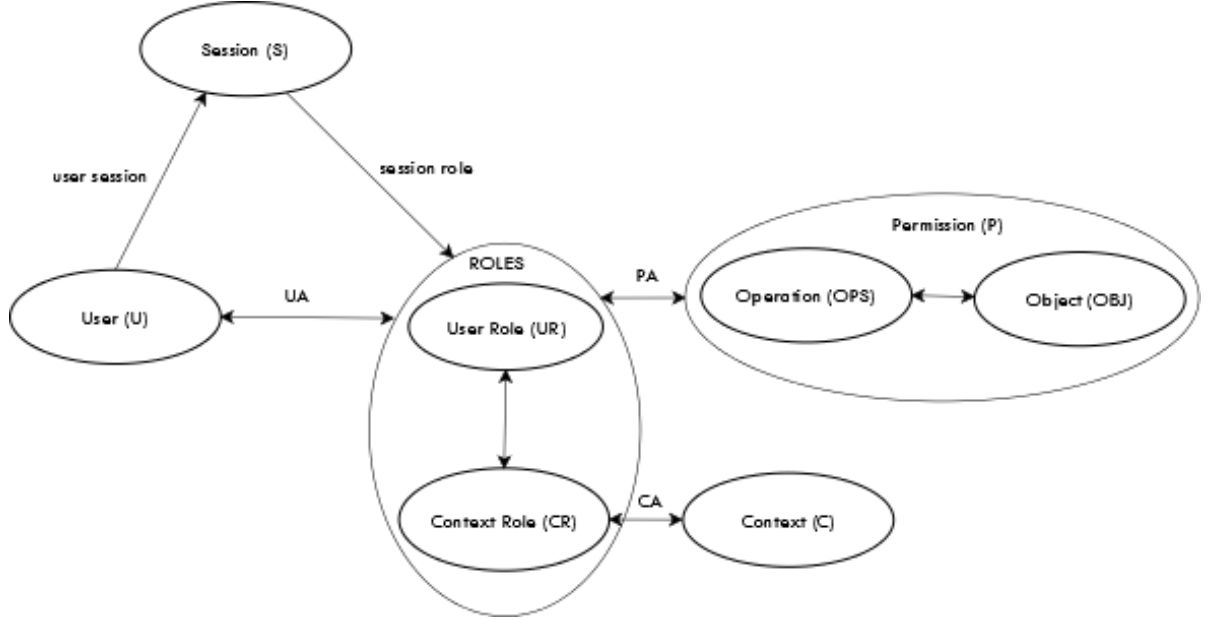 Session (S)
user session
session role
Permission (P)
ROLES
PA
Operation (OPS)
Object (OBJ)
UA
User (U)
User Role (UR)
CA
Context Role (CR)
Context (C)